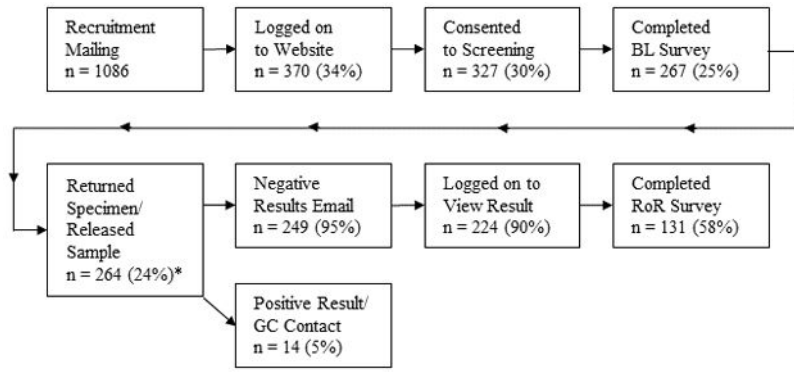 Recruitment
Mailing
n = 1086
Logged on
to Website
n = 370 (34%)
Consented
to Screening
n = 327 (30%)
Completed
BL Survey
n = 267 (25%)
Returned
Specimen/
Released
Sample
n = 264 (24%)*
Negative
Results Email
n = 249 (95%)
Logged on to
View Result
n = 224 (90%)
Completed
RoR Survey
n = 131 (58%)
Positive Result/
GC Contact
n = 14 (5%)